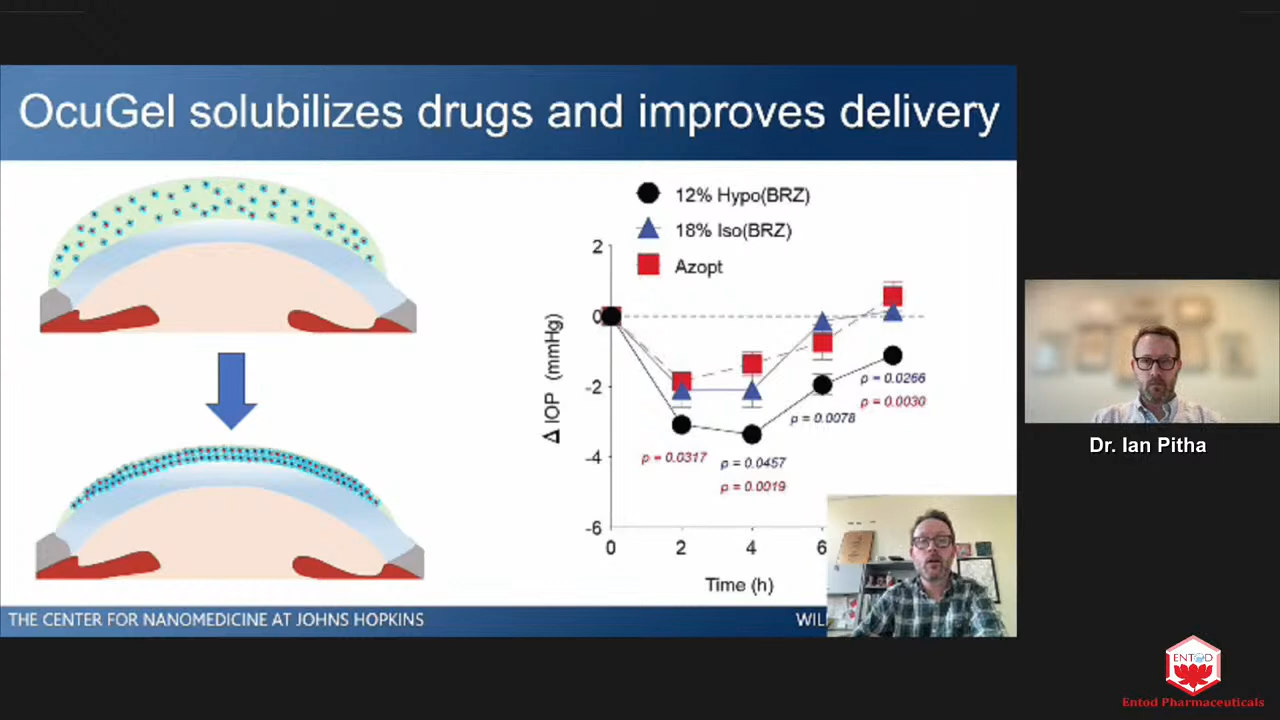 OcuGel solubilizes drugs and improves delivery
12% Hypo(BRZ)
18% Iso(BRZ)
Azopt
2
0
-2
-4
-6
Δ IOP (mmHg)
p = 0.0317
p = 0.0457
p = 0.0019
p = 0.0078
p = 0.0266
p = 0.0030
0 2 4 6
Time (h)
THE CENTER FOR NANOMEDICINE AT JOHNS HOPKINS
WIL
Dr. Ian Pitha
ENTOD
Entod Pharmaceuticals